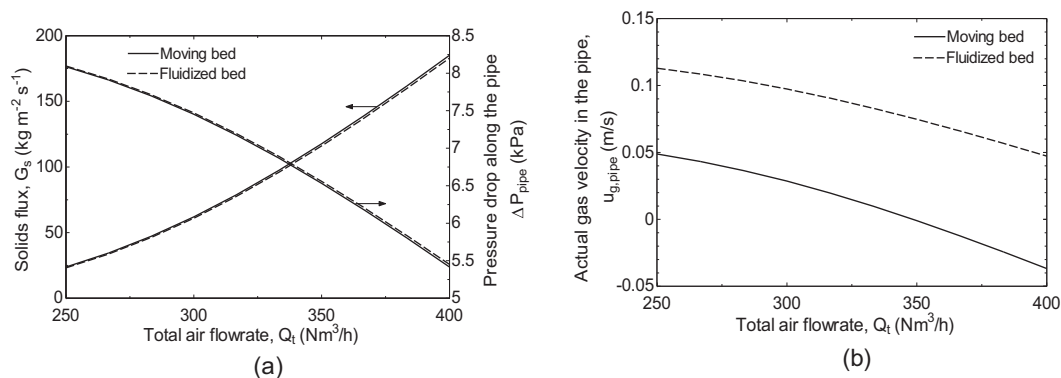 200
150
100
50
0
Solids flux, Gₛ (kg m⁻² s⁻¹)
Moving bed
Fluidized bed
8.5
8
7.5
7
6.5
6
5.5
5
Pressure drop along the pipe
ΔP_pipe (kPa)
250 300 350 400
Total air flowrate, Qₜ (Nm³/h)
(a)
0.15
0.1
0.05
0
-0.05
Actual gas velocity in the pipe,
u_g,pipe (m/s)
Moving bed
Fluidized bed
250 300 350 400
Total air flowrate, Qₜ (Nm³/h)
(b)